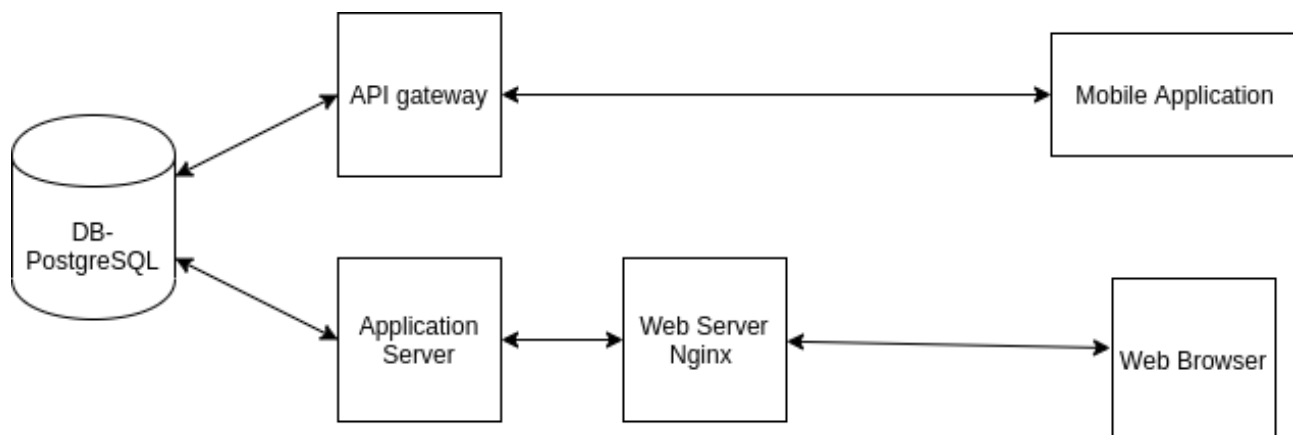 API gateway
Mobile Application
DB-
PostgreSQL
Application
Server
Web Server
Nginx
Web Browser